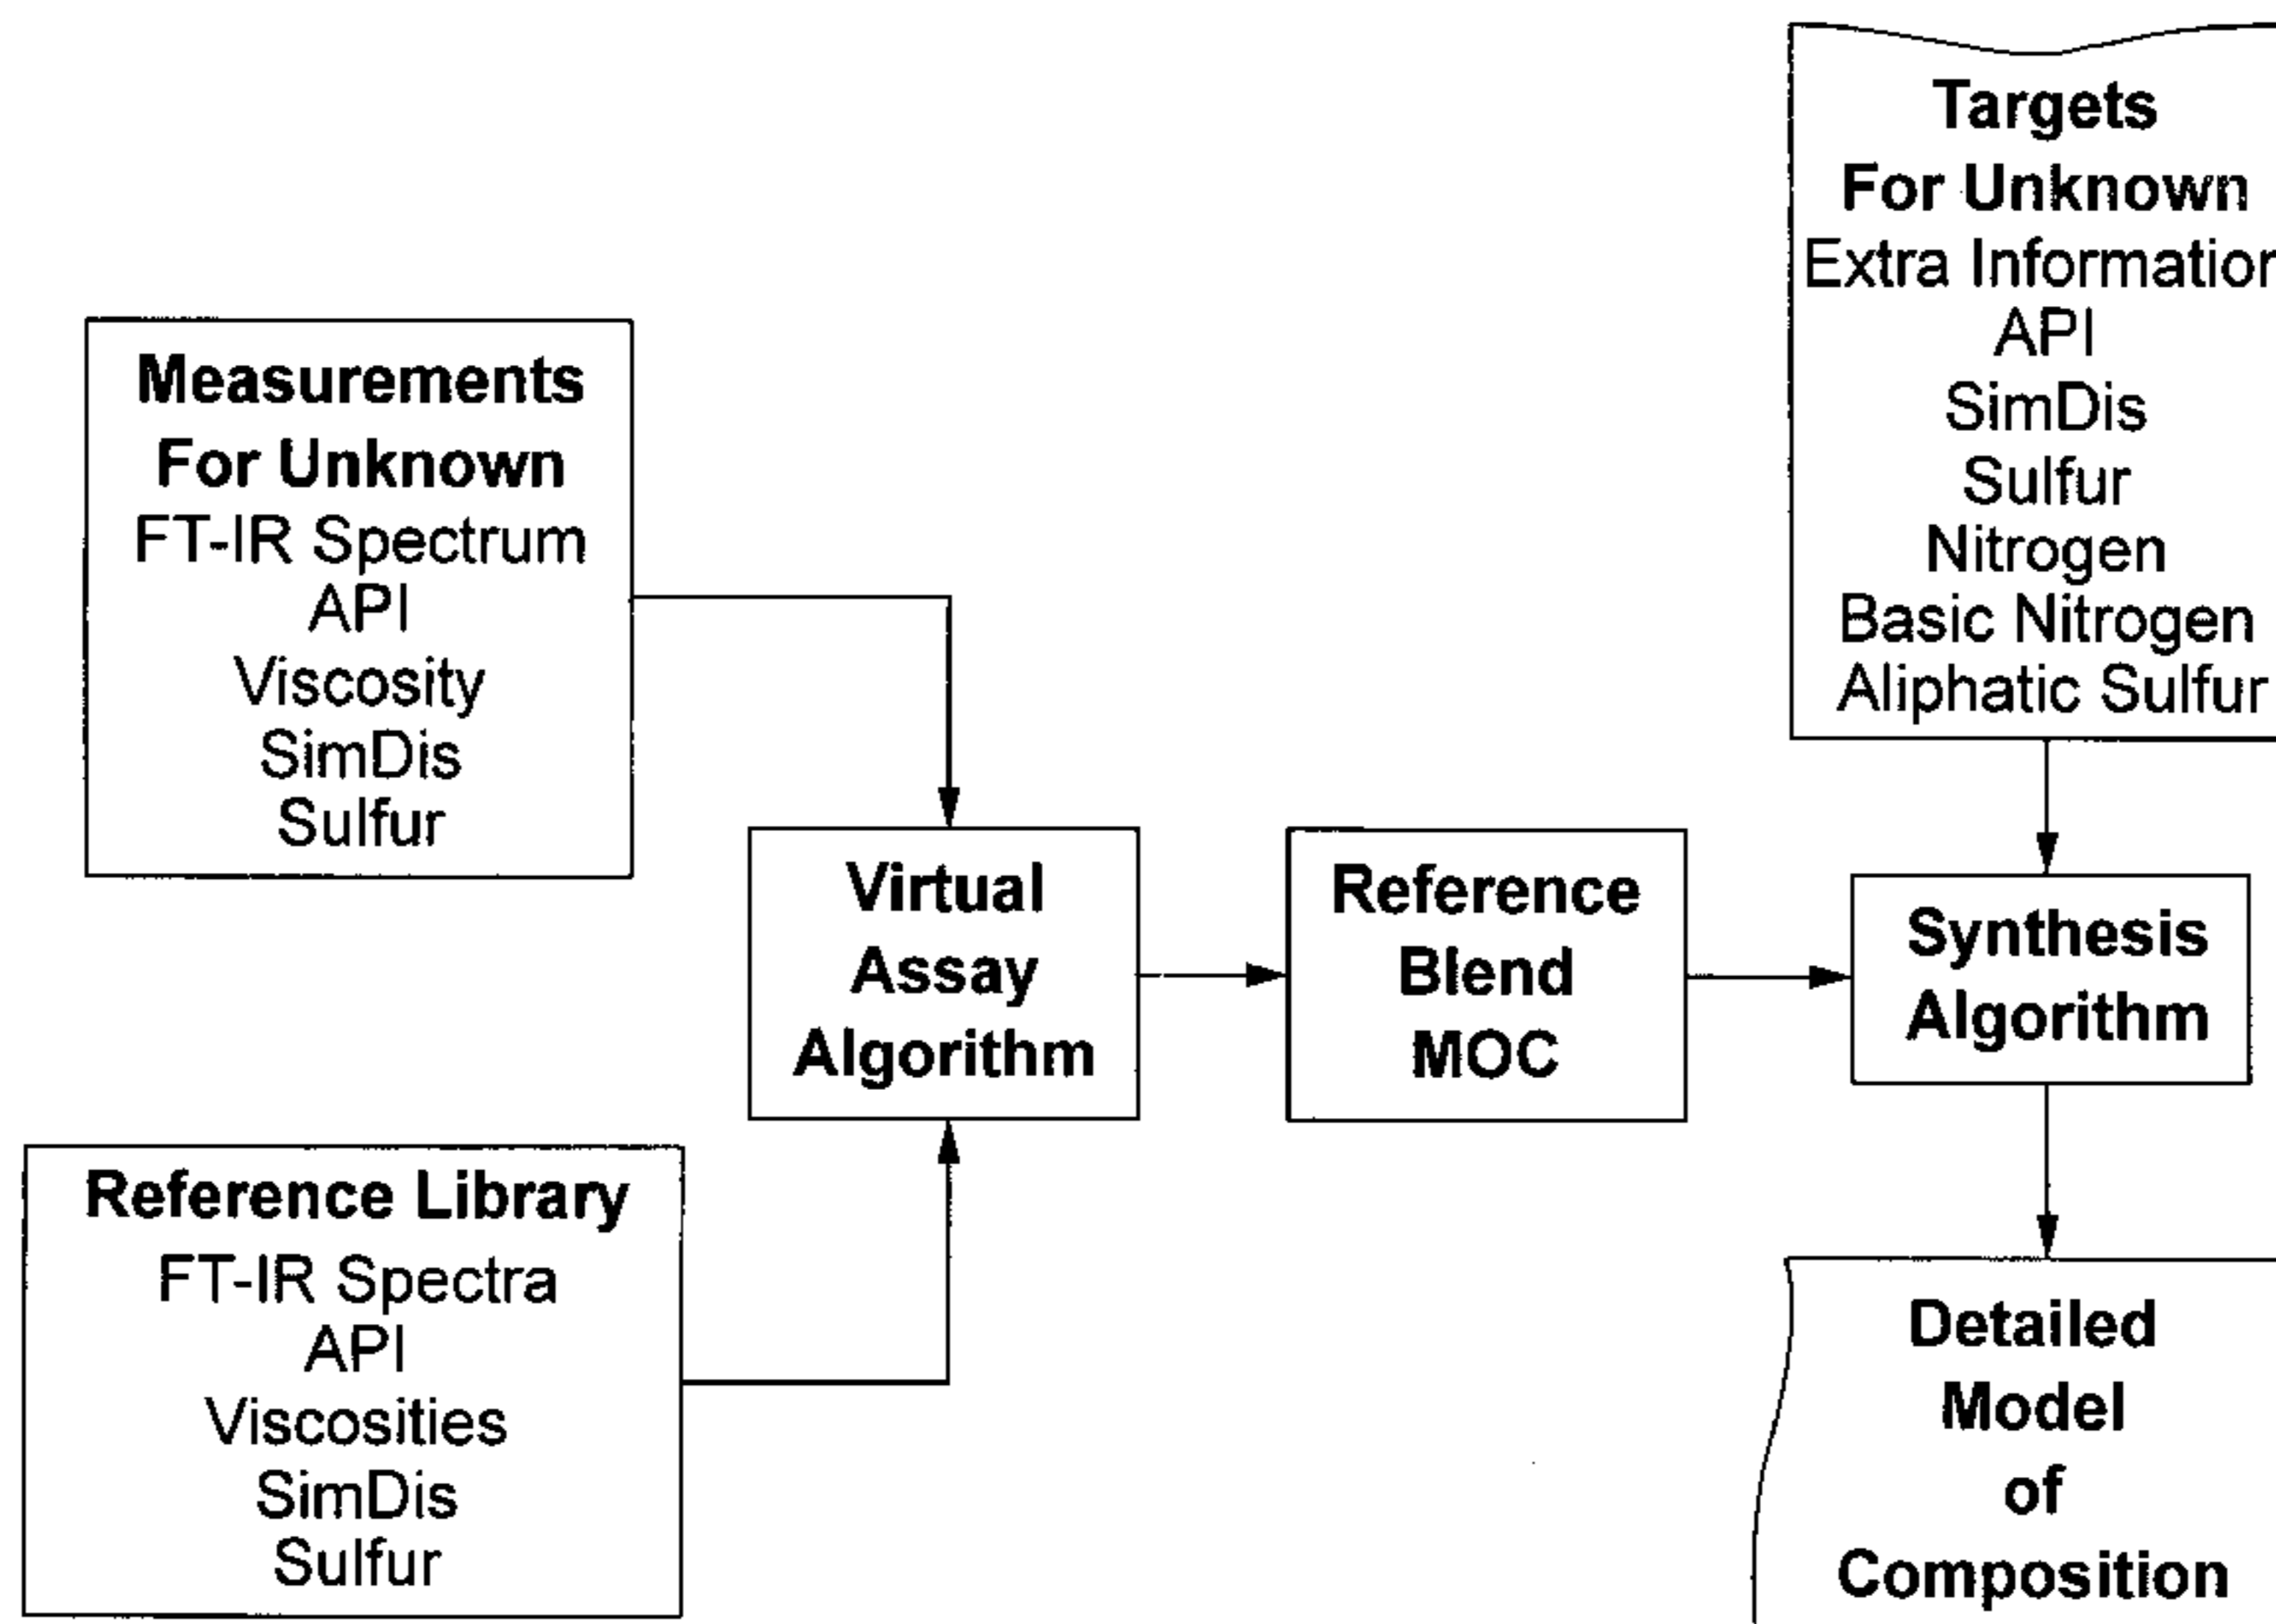 Measurements
For Unknown
FT-IR Spectrum
API
Viscosity
SimDis
Sulfur
Reference Library
FT-IR Spectra
API
Viscosities
SimDis
Sulfur
Virtual
Assay
Algorithm
Reference
Blend
MOC
Targets
For Unknown
Extra Information
API
SimDis
Sulfur
Nitrogen
Basic Nitrogen
Aliphatic Sulfur
Synthesis
Algorithm
Detailed
Model
of
Composition